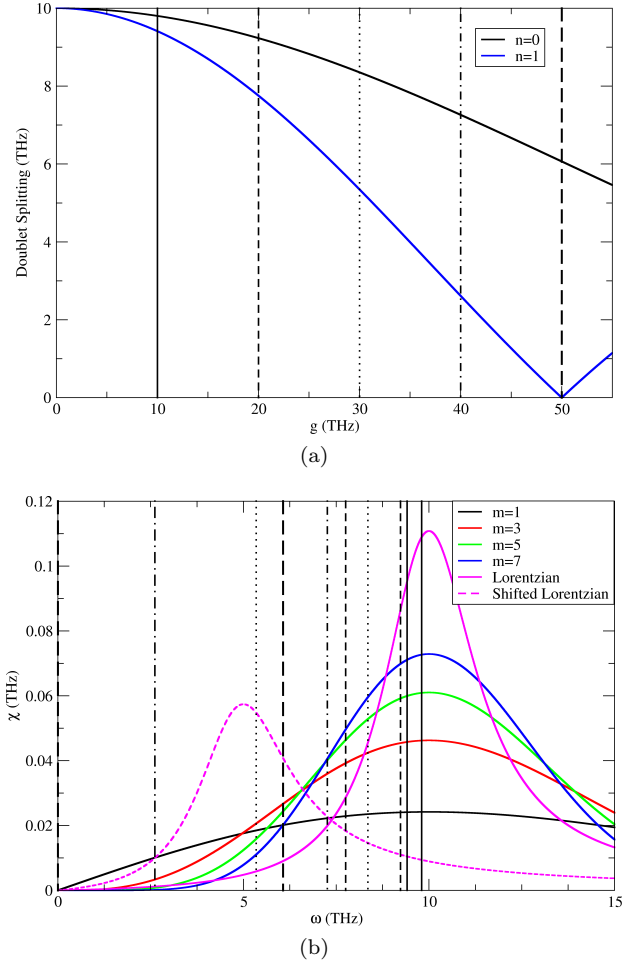 10
8
6
4
2
0
Doublet Splitting (THz)
n=0
n=1
0
10
20
30
40
50
g (THz)
(a)
0.12
0.1
0.08
0.06
0.04
0.02
0
χ (THz)
m=1
m=3
m=5
m=7
Lorentzian
Shifted Lorentzian
0
5
10
15
ω (THz)
(b)